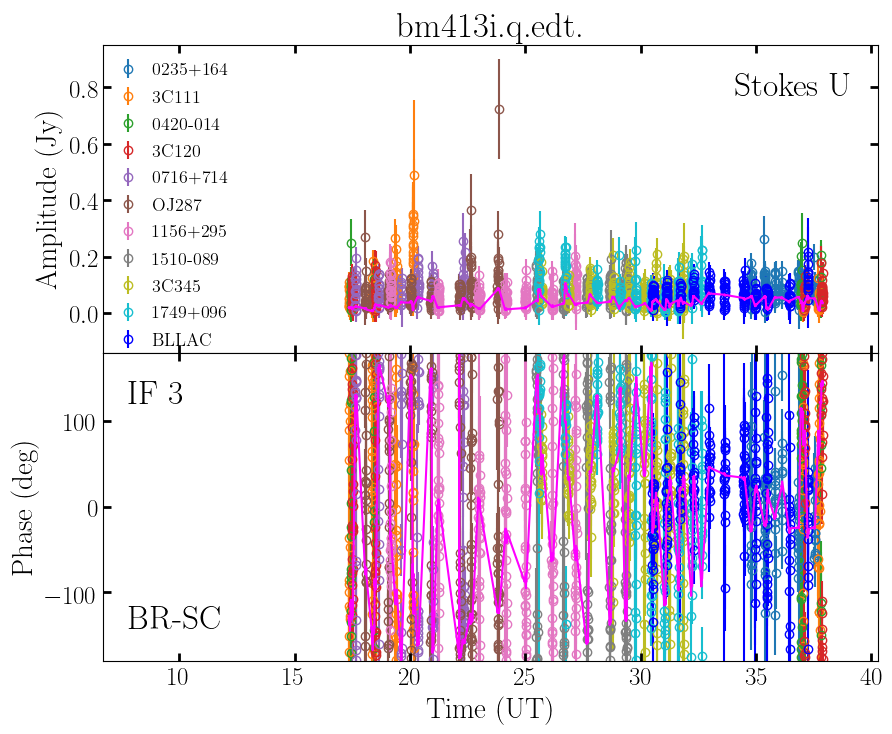 bm413i.q.edt.
Stokes U
Amplitude (Jy)
0.8
0.6
0.4
0.2
0.0
0235+164
3C111
0420-014
3C120
0716+714
OJ287
1156+295
1510-089
3C345
1749+096
BLLAC
IF 3
Phase (deg)
100
0
−100
BR-SC
10 15 20 25 30 35 40
Time (UT)